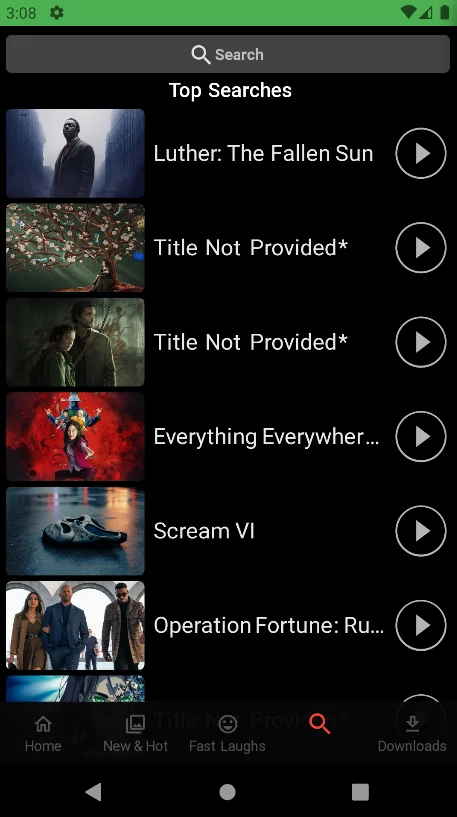 3:08
Search
Top Searches
Luther: The Fallen Sun
Title Not Provided*
Title Not Provided*
Everything Everywher...
Scream VI
Operation Fortune: Ru...
Title Not Provided*
Home
New & Hot
Fast Laughs
Downloads